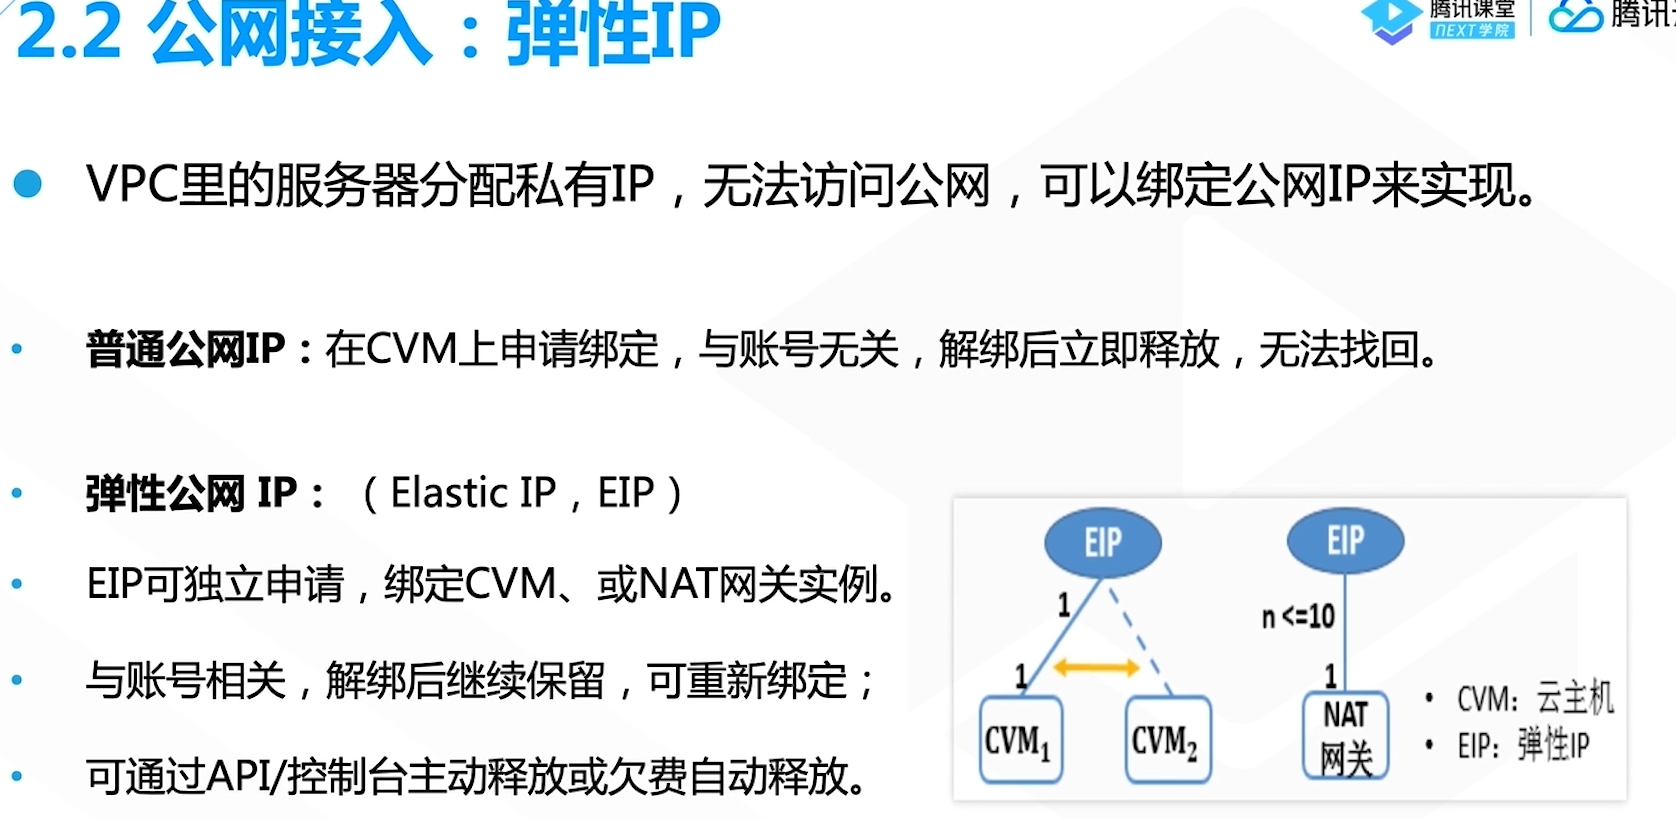 2.2 公网接入：弹性IP
腾讯课堂
NEXT学院
腾讯
VPC里的服务器分配私有IP，无法访问公网，可以绑定公网IP来实现。
普通公网IP：在CVM上申请绑定，与账号无关，解绑后立即释放，无法找回。
弹性公网 IP：（Elastic IP，EIP）
EIP可独立申请，绑定CVM、或NAT网关实例。
与账号相关，解绑后继续保留，可重新绑定；
可通过API/控制台主动释放或欠费自动释放。
EIP
EIP
1
n <=10
1
1
CVM1
CVM2
NAT
网关
• CVM：云主机
• EIP：弹性IP